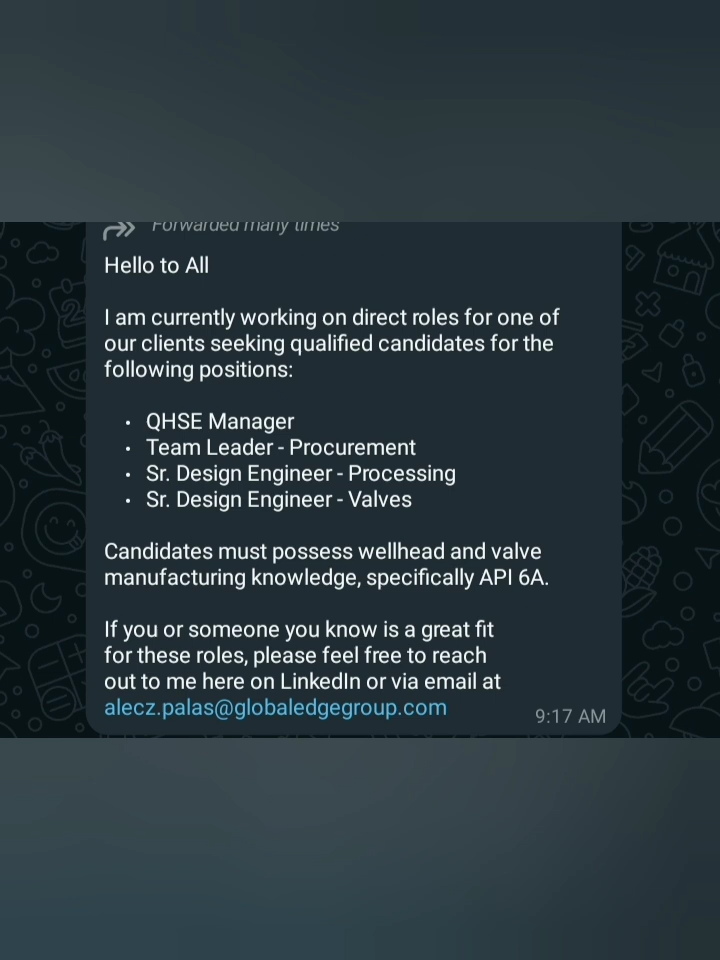 Forwarded many times
Hello to All
I am currently working on direct roles for one of
our clients seeking qualified candidates for the
following positions:
• QHSE Manager
• Team Leader - Procurement
• Sr. Design Engineer - Processing
• Sr. Design Engineer - Valves
Candidates must possess wellhead and valve
manufacturing knowledge, specifically API 6A.
If you or someone you know is a great fit
for these roles, please feel free to reach
out to me here on LinkedIn or via email at
alecz.palas@globaledgegroup.com
9:17 AM